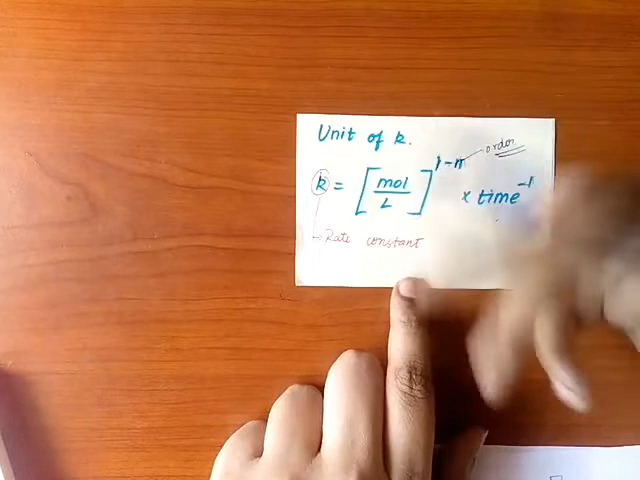 Unit of k.
k = [mol/L]^1-n x time^-1
order
Rate constant